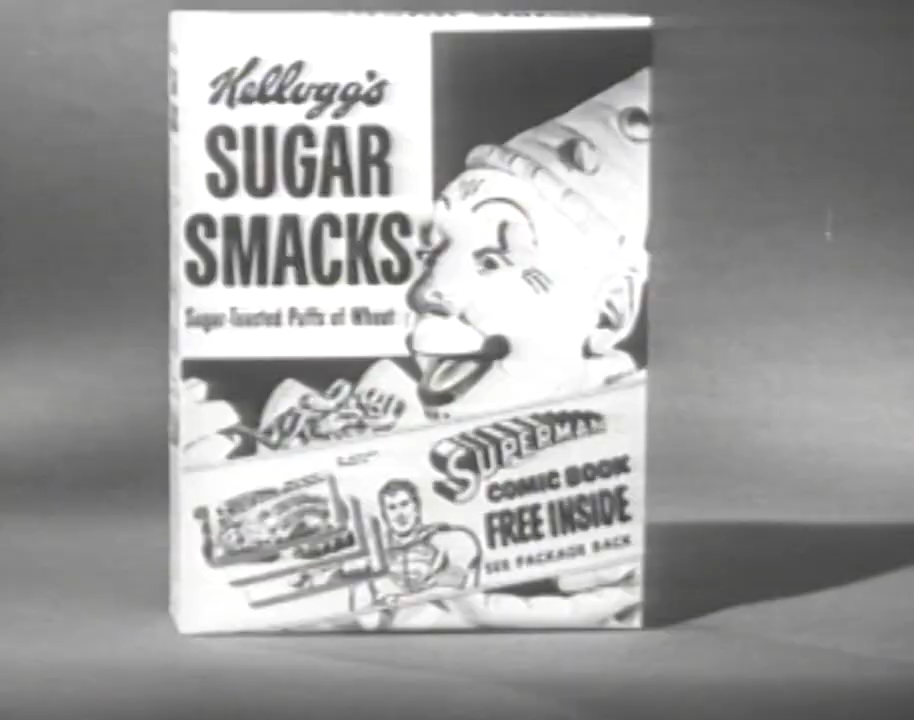 Kellogg's
SUGAR
SMACKS
Sugar-Toasted Puffs of Wheat
SUPERMAN
COMIC BOOK
FREE INSIDE
SEE PACKAGE BACK